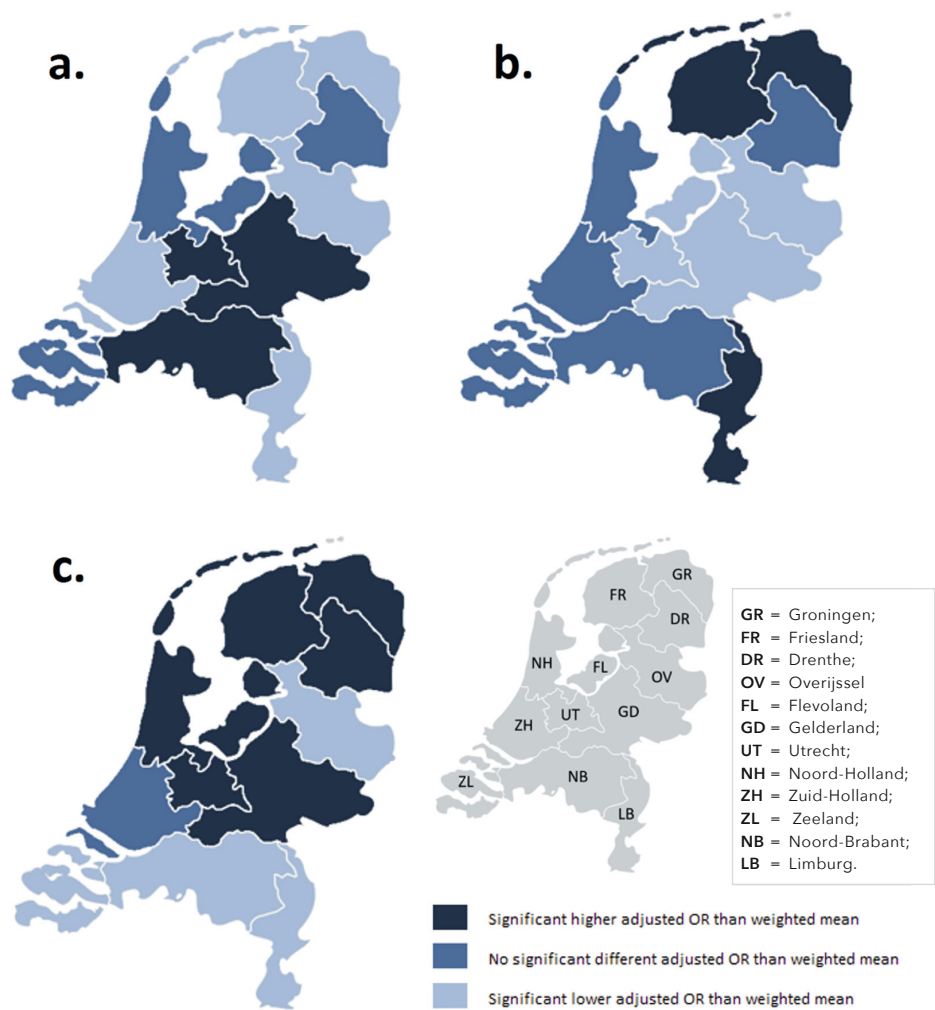 a.
b.
c.
GR
FR
DR
NH
FL
OV
UT
GD
ZH
ZL
NB
LB
GR = Groningen;
FR = Friesland;
DR = Drenthe;
OV = Overijssel
FL = Flevoland;
GD = Gelderland;
UT = Utrecht;
NH = Noord-Holland;
ZH = Zuid-Holland;
ZL = Zeeland;
NB = Noord-Brabant;
LB = Limburg.
Significant higher adjusted OR than weighted mean
No significant different adjusted OR than weighted mean
Significant lower adjusted OR than weighted mean